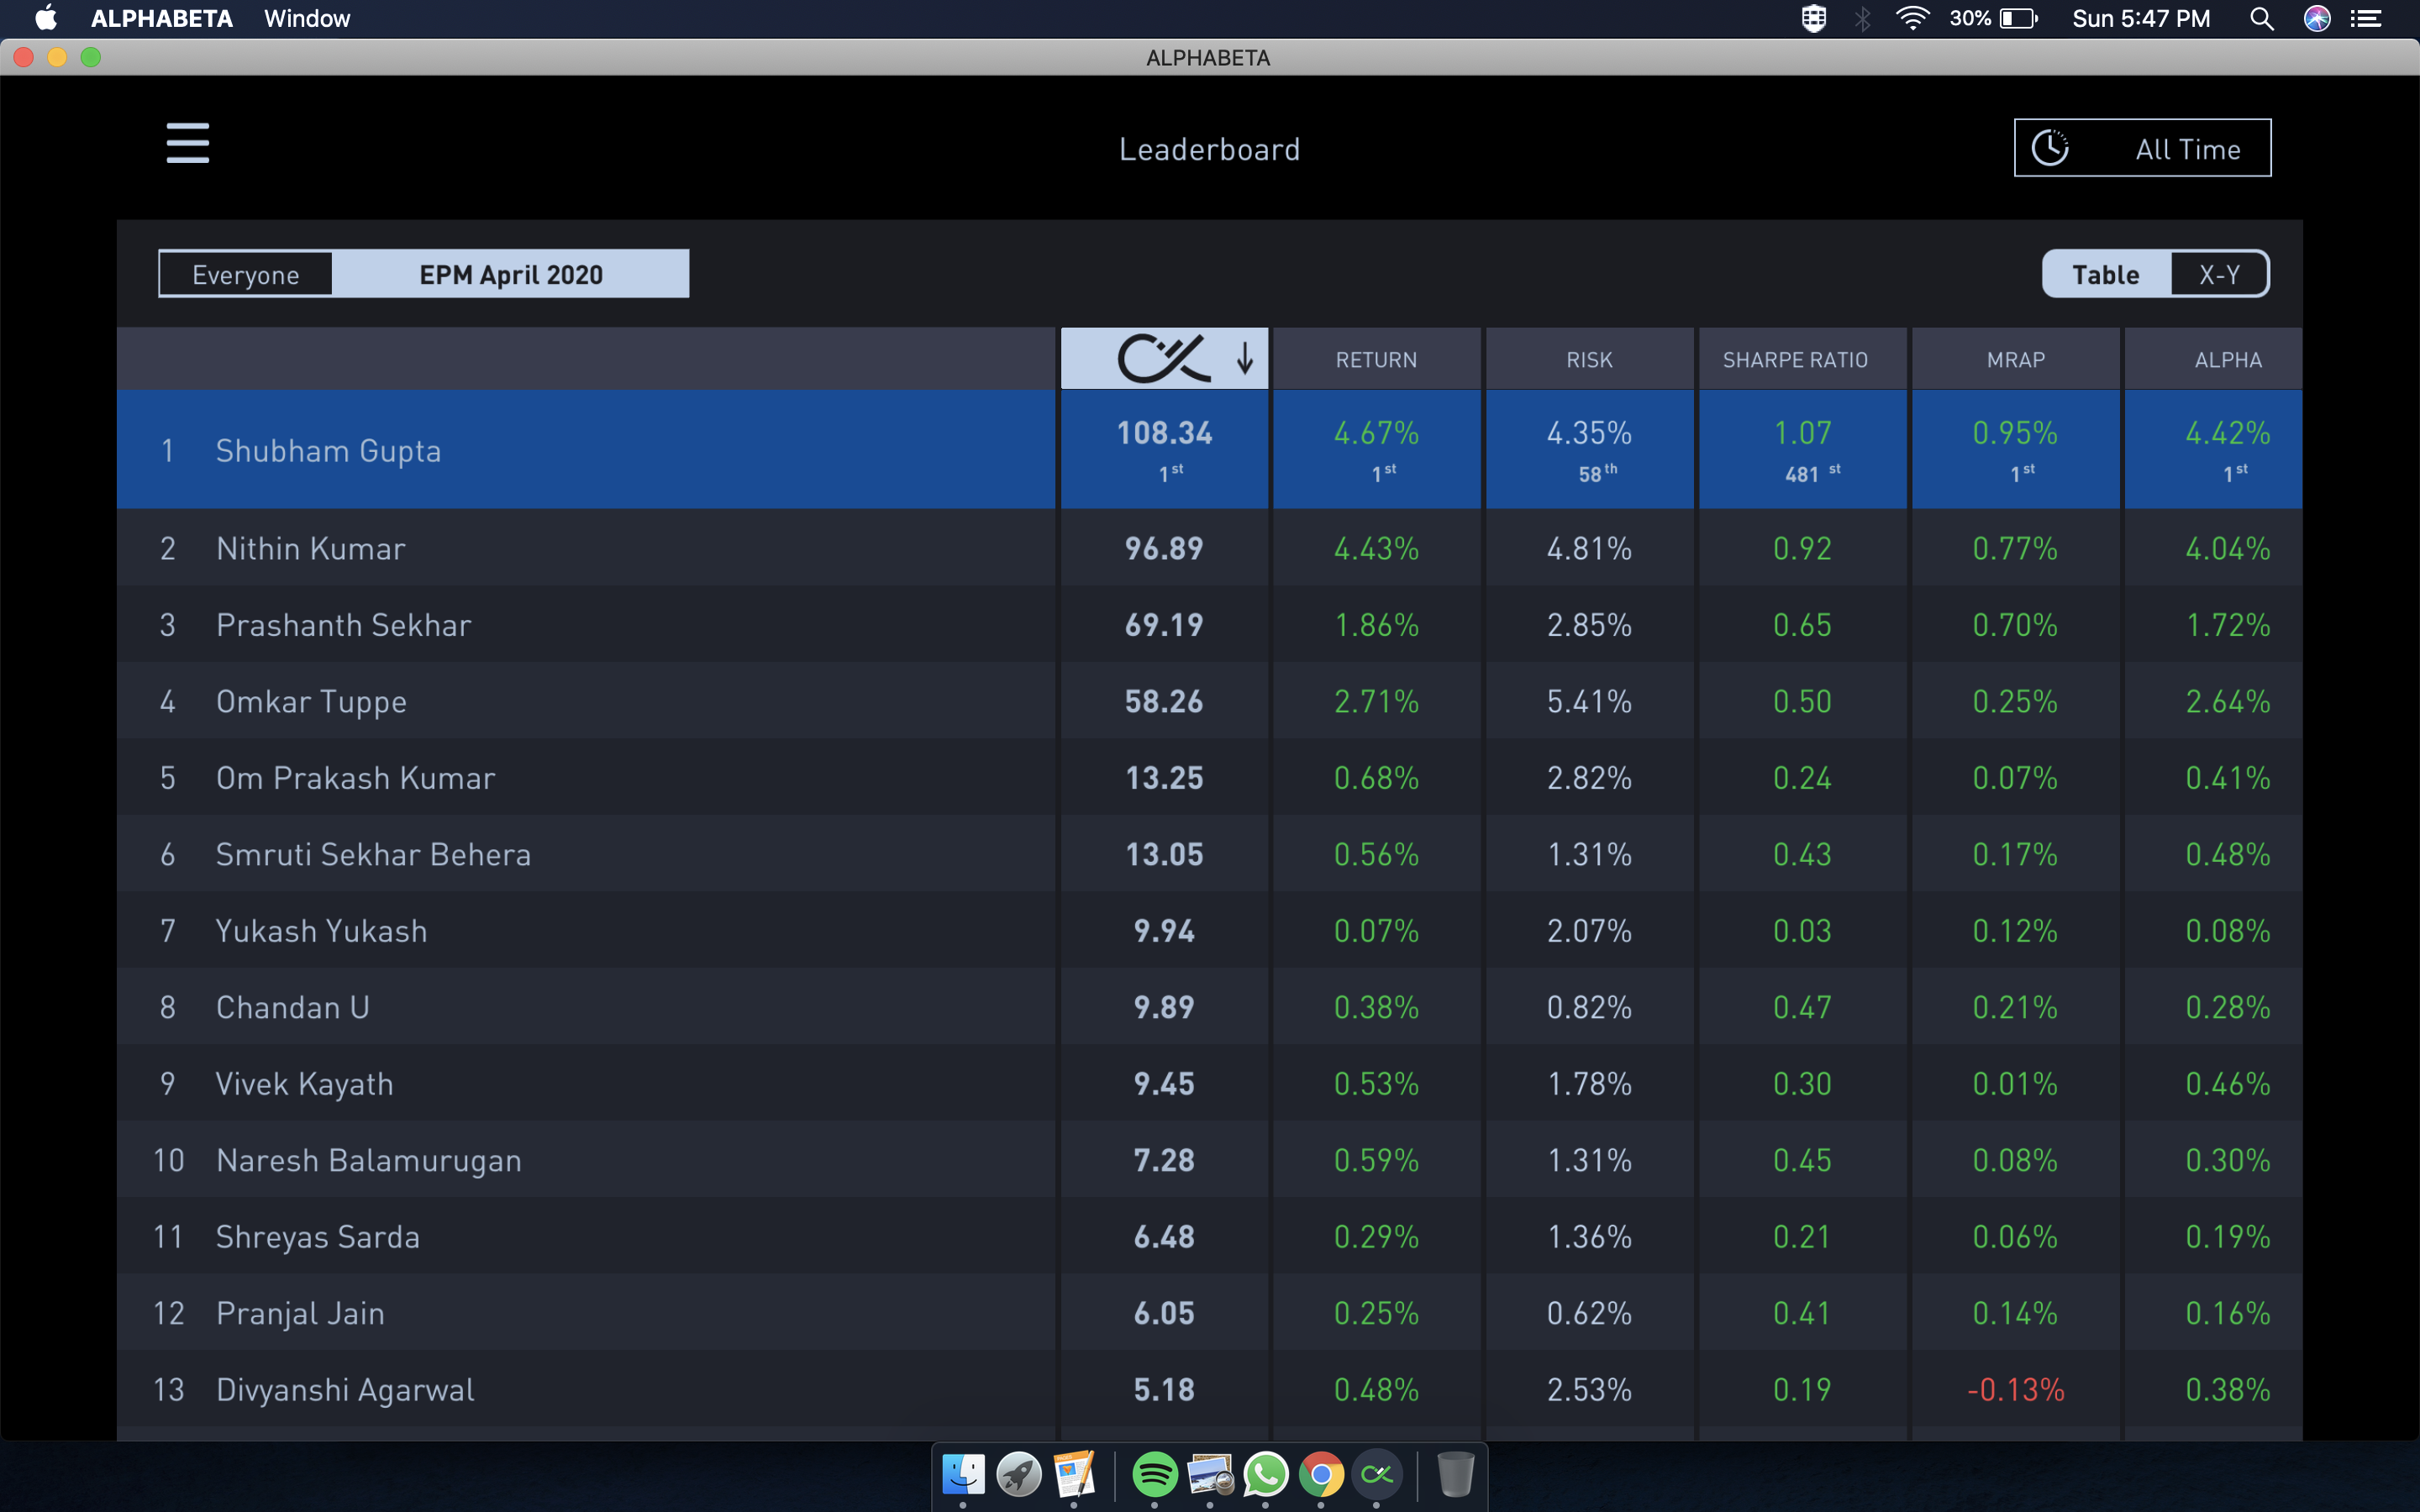 ALPHABETA Window 30% Sun 5:47 PM
ALPHABETA
Leaderboard All Time
Everyone EPM April 2020 Table X-Y
RETURN RISK SHARPE RATIO MRAP ALPHA
1 Shubham Gupta 108.34 4.67% 4.35% 1.07 0.95% 4.42%
1st 1st 58th 481 st 1st 1st
2 Nithin Kumar 96.89 4.43% 4.81% 0.92 0.77% 4.04%
3 Prashanth Sekhar 69.19 1.86% 2.85% 0.65 0.70% 1.72%
4 Omkar Tuppe 58.26 2.71% 5.41% 0.50 0.25% 2.64%
5 Om Prakash Kumar 13.25 0.68% 2.82% 0.24 0.07% 0.41%
6 Smruti Sekhar Behera 13.05 0.56% 1.31% 0.43 0.17% 0.48%
7 Yukash Yukash 9.94 0.07% 2.07% 0.03 0.12% 0.08%
8 Chandan U 9.89 0.38% 0.82% 0.47 0.21% 0.28%
9 Vivek Kayath 9.45 0.53% 1.78% 0.30 0.01% 0.46%
10 Naresh Balamurugan 7.28 0.59% 1.31% 0.45 0.08% 0.30%
11 Shreyas Sarda 6.48 0.29% 1.36% 0.21 0.06% 0.19%
12 Pranjal Jain 6.05 0.25% 0.62% 0.41 0.14% 0.16%
13 Divyanshi Agarwal 5.18 0.48% 2.53% 0.19 -0.13% 0.38%